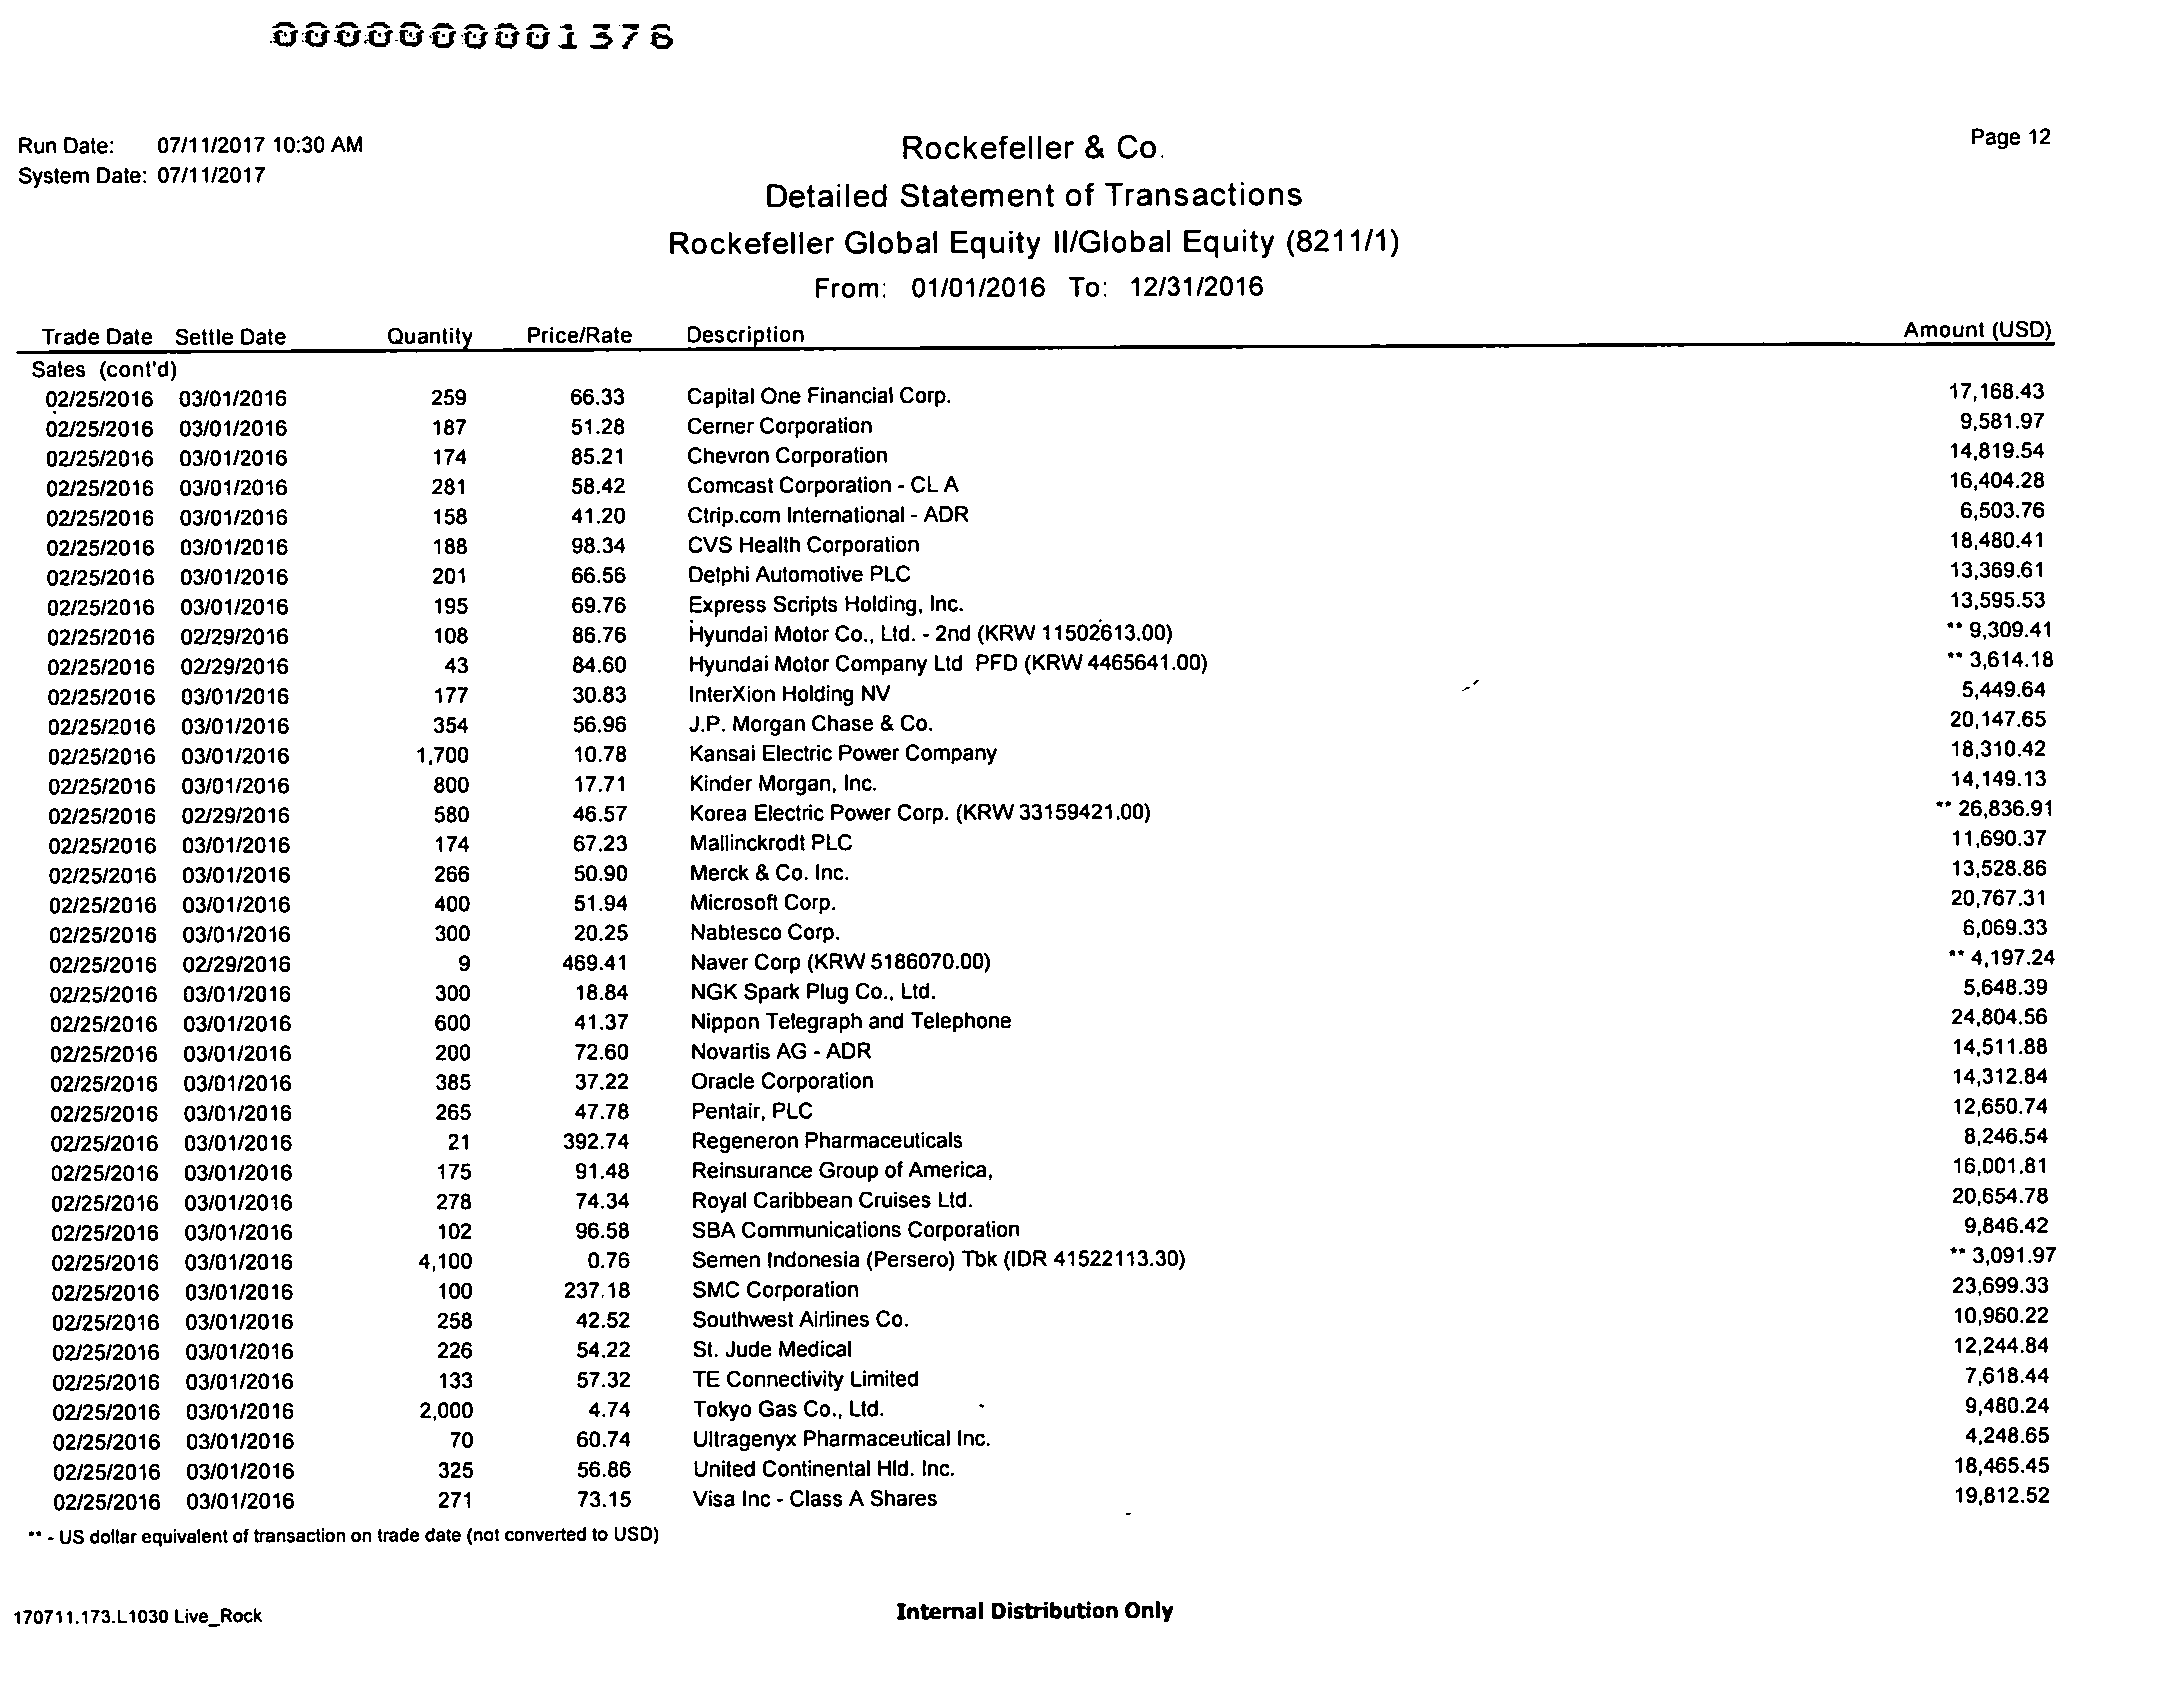 0000000001376
Run Date: 07/11/2017 10:30 AM
Rockefeller & Co.
Page 12
System Date: 07/11/2017
Detailed Statement of Transactions
Rockefeller Global Equity II/Global Equity (8211/1)
From: 01/01/2016 To: 12/31/2016
Trade Date Settle Date Quantity Price/Rate Description Amount (USD)
Sales (cont'd)
02/25/2016 03/01/2016 259 66.33 Capital One Financial Corp. 17,168.43
02/25/2016 03/01/2016 187 51.28 Cerner Corporation 9,581.97
02/25/2016 03/01/2016 174 85.21 Chevron Corporation 14,819.54
02/25/2016 03/01/2016 281 58.42 Comcast Corporation - CL A 16,404.28
02/25/2016 03/01/2016 158 41.20 Ctrip.com International - ADR 6,503.76
02/25/2016 03/01/2016 188 98.34 CVS Health Corporation 18,480.41
02/25/2016 03/01/2016 201 66.56 Delphi Automotive PLC 13,369.61
02/25/2016 03/01/2016 195 69.76 Express Scripts Holding, Inc. 13,595.53
02/25/2016 02/29/2016 108 86.76 Hyundai Motor Co., Ltd. - 2nd (KRW 11502613.00) ** 9,309.41
02/25/2016 02/29/2016 43 84.60 Hyundai Motor Company Ltd PFD (KRW 4465641.00) ** 3,614.18
02/25/2016 03/01/2016 177 30.83 InterXion Holding NV 5,449.64
02/25/2016 03/01/2016 354 56.96 J.P. Morgan Chase & Co. 20,147.65
02/25/2016 03/01/2016 1,700 10.78 Kansai Electric Power Company 18,310.42
02/25/2016 03/01/2016 800 17.71 Kinder Morgan, Inc. 14,149.13
02/25/2016 02/29/2016 580 46.57 Korea Electric Power Corp. (KRW 33159421.00) ** 26,836.91
02/25/2016 03/01/2016 174 67.23 Mallinckrodt PLC 11,690.37
02/25/2016 03/01/2016 266 50.90 Merck & Co. Inc. 13,528.86
02/25/2016 03/01/2016 400 51.94 Microsoft Corp. 20,767.31
02/25/2016 03/01/2016 300 20.25 Nabtesco Corp. 6,069.33
02/25/2016 02/29/2016 9 469.41 Naver Corp (KRW 5186070.00) ** 4,197.24
02/25/2016 03/01/2016 300 18.84 NGK Spark Plug Co., Ltd. 5,648.39
02/25/2016 03/01/2016 600 41.37 Nippon Telegraph and Telephone 24,804.56
02/25/2016 03/01/2016 200 72.60 Novartis AG - ADR 14,511.88
02/25/2016 03/01/2016 385 37.22 Oracle Corporation 14,312.84
02/25/2016 03/01/2016 265 47.78 Pentair, PLC 12,650.74
02/25/2016 03/01/2016 21 392.74 Regeneron Pharmaceuticals 8,246.54
02/25/2016 03/01/2016 175 91.48 Reinsurance Group of America, 16,001.81
02/25/2016 03/01/2016 278 74.34 Royal Caribbean Cruises Ltd. 20,654.78
02/25/2016 03/01/2016 102 96.58 SBA Communications Corporation 9,846.42
02/25/2016 03/01/2016 4,100 0.76 Semen Indonesia (Persero) Tbk (IDR 41522113.30) ** 3,091.97
02/25/2016 03/01/2016 100 237.18 SMC Corporation 23,699.33
02/25/2016 03/01/2016 258 42.52 Southwest Airlines Co. 10,960.22
02/25/2016 03/01/2016 226 54.22 St. Jude Medical 12,244.84
02/25/2016 03/01/2016 133 57.32 TE Connectivity Limited 7,618.44
02/25/2016 03/01/2016 2,000 4.74 Tokyo Gas Co., Ltd. 9,480.24
02/25/2016 03/01/2016 70 60.74 Ultragenyx Pharmaceutical Inc. 4,248.65
02/25/2016 03/01/2016 325 56.86 United Continental Hld. Inc. 18,465.45
02/25/2016 03/01/2016 271 73.15 Visa Inc - Class A Shares 19,812.52
** - US dollar equivalent of transaction on trade date (not converted to USD)
170711.173.L1030 Live_Rock
Internal Distribution Only